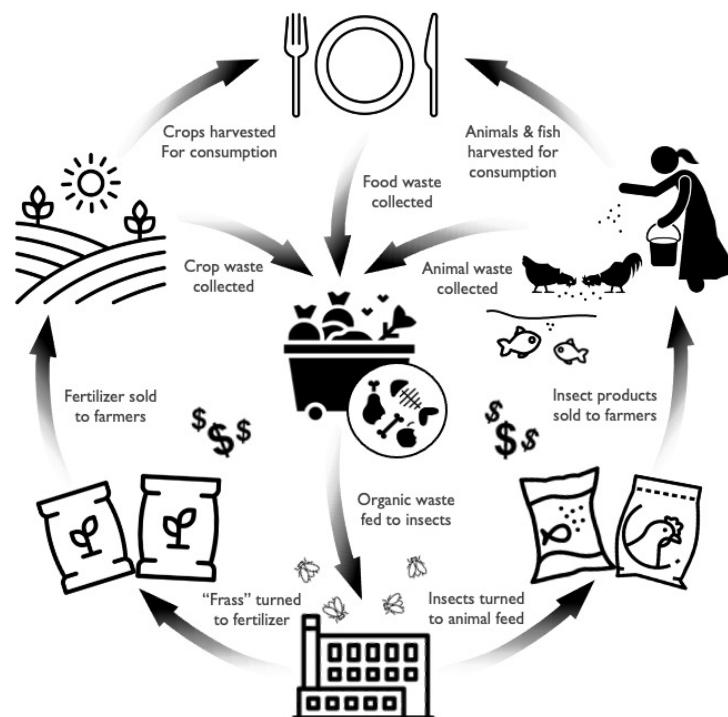 Crops harvested
For consumption
Animals & fish
harvested for
consumption
Food waste
collected
Crop waste
collected
Animal waste
collected
Fertilizer sold
to farmers
$$$
$$$
Insect products
sold to farmers
Organic waste
fed to insects
“Frass” turned
to fertilizer
Insects turned
to animal feed